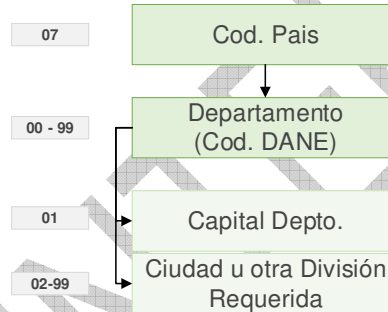 07
Cod. Pais
00 - 99
Departamento
(Cod. DANE)
01
Capital Depto.
02-99
Ciudad u otra División
Requerida